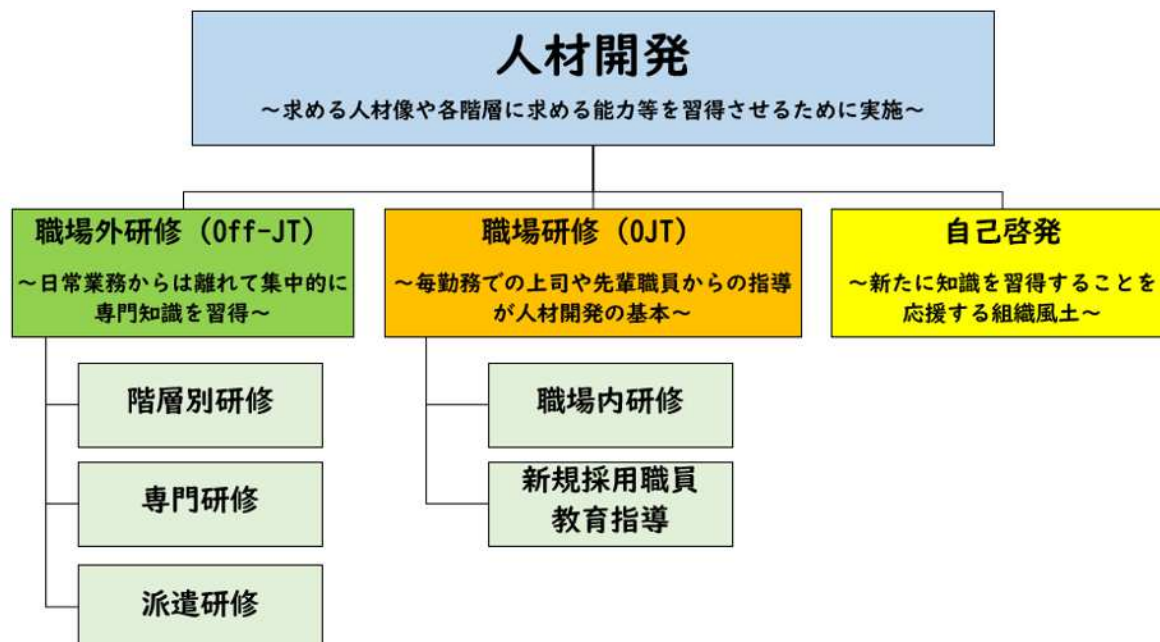 人材開発
～求める人材像や各階層に求める能力等を習得させるために実施～
職場外研修（Off-JT）
～日常業務からは離れて集中的に
専門知識を習得～
階層別研修
専門研修
派遣研修
職場研修（OJT）
～毎勤務での上司や先輩職員からの指導
が人材開発の基本～
職場内研修
新規採用職員
教育指導
自己啓発
～新たに知識を習得することを
応援する組織風土～